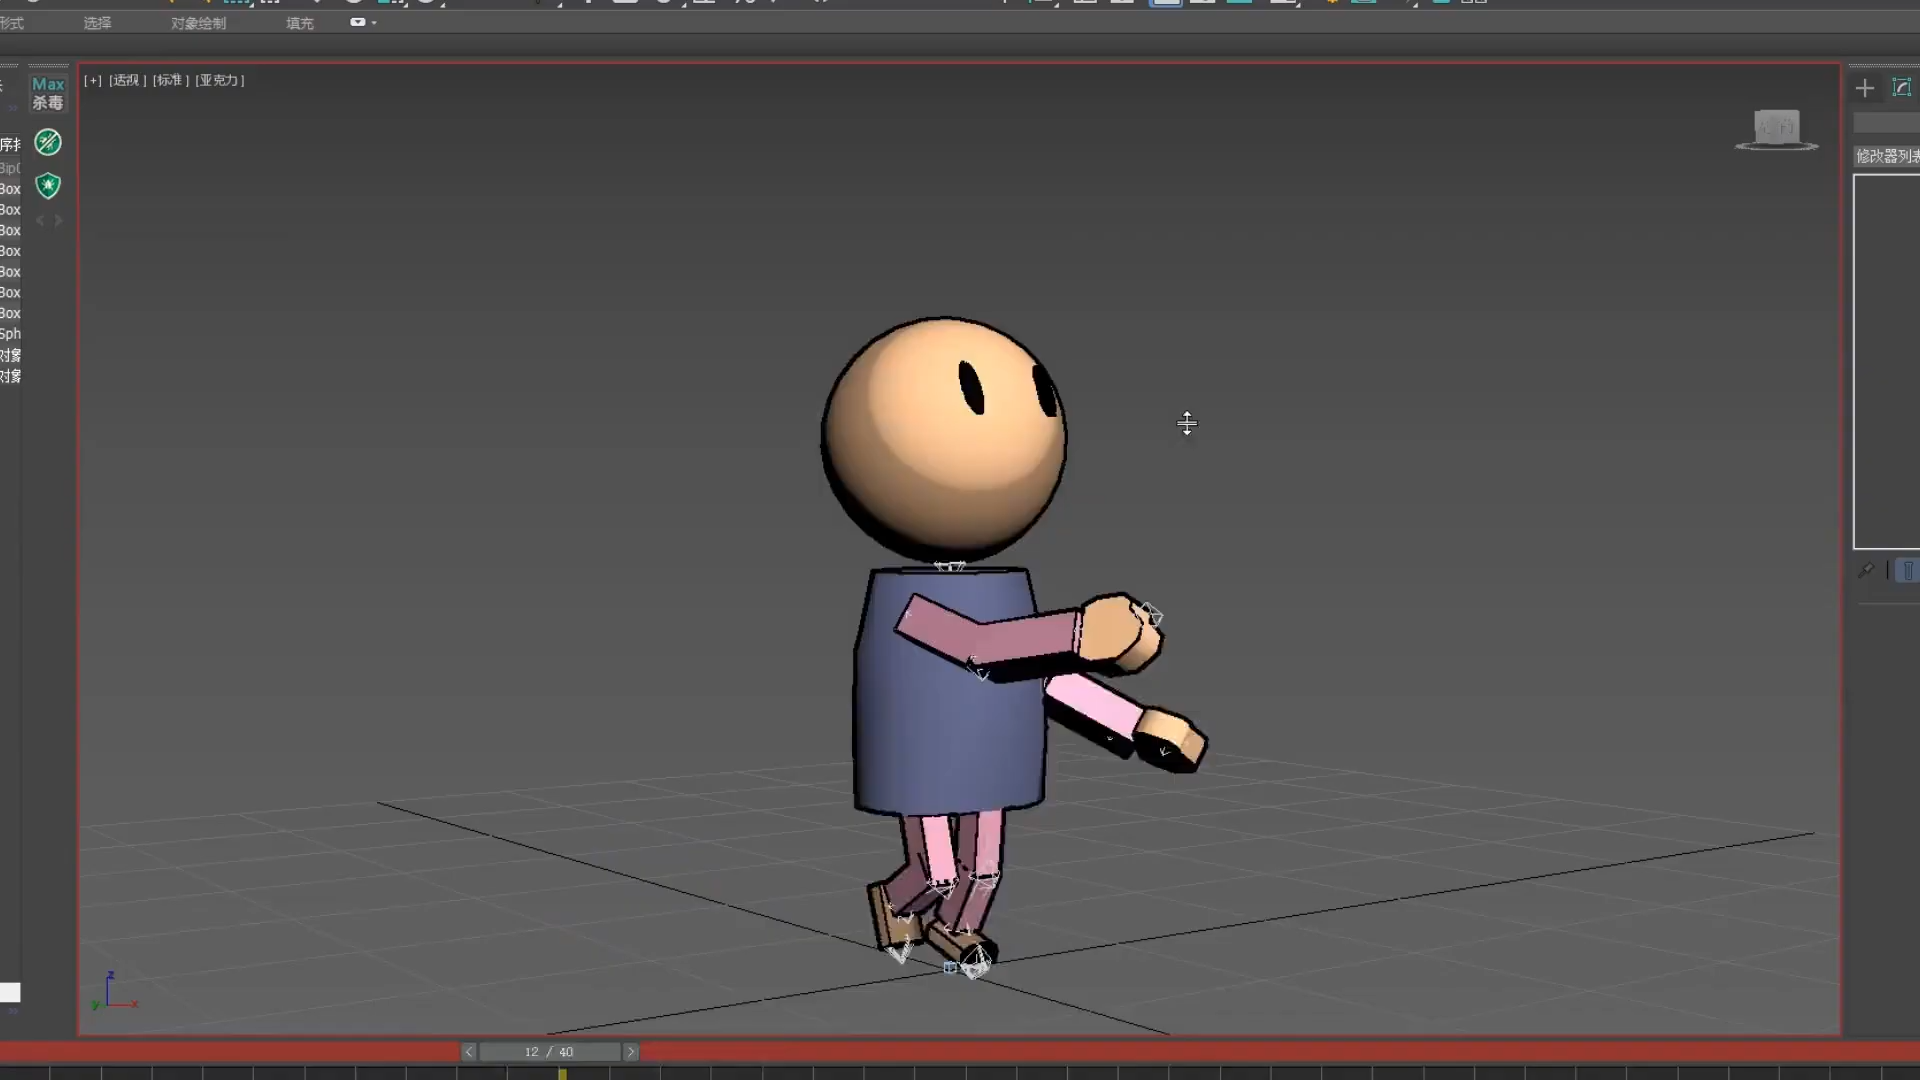 形式 选择 对象绘制 填充
[+] [透视] [标准] [亚克力]
Max
杀毒
序排
Box
Box
Box
Box
Box
Box
Box
Sph
对象
对象
修改器列表
z
y x
< 12 / 40 >